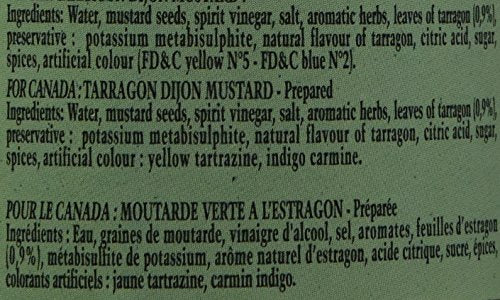 DIJON MUSTARD :
Ingredients: Water, mustard seeds, spirit vinegar, salt, aromatic herbs, leaves of tarragon (0,9%),
preservative : potassium metabisulphite, natural flavour of tarragon, citric acid, sugar,
spices, artificial colour (FD&C yellow N°5 - FD&C blue N°2).
FOR CANADA : TARRAGON DIJON MUSTARD - Prepared
Ingredients: Water, mustard seeds, spirit vinegar, salt, aromatic herbs, leaves of tarragon (0,9%),
preservative : potassium metabisulphite, natural flavour of tarragon, citric acid, sugar,
spices, artificial colour : yellow tartrazine, indigo carmine.
POUR LE CANADA : MOUTARDE VERTE A L'ESTRAGON - Préparée
Ingrédients : Eau, graines de moutarde, vinaigre d'alcool, sel, aromates, feuilles d'estragon
(0,9%), métabisulfite de potassium, arôme naturel d'estragon, acide citrique, sucre, épices,
colorants artificiels : jaune tartrazine, carmin indigo.